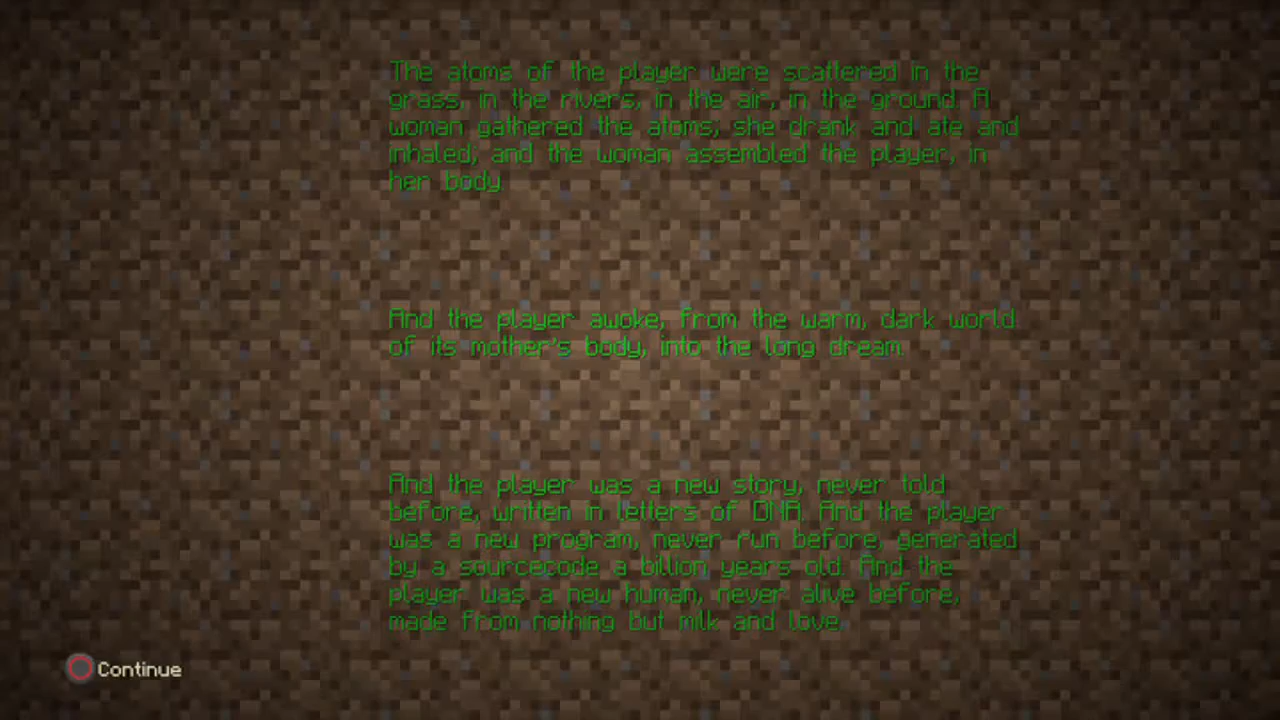 The atoms of the player were scattered in the
grass, in the rivers, in the air, in the ground. A
woman gathered the atoms; she drank and ate and
inhaled; and the woman assembled the player, in
her body.
And the player awoke, from the warm, dark world
of its mother's body, into the long dream.
And the player was a new story, never told
before, written in letters of DNA. And the player
was a new program, never run before, generated
by a sourcecode a billion years old. And the
player was a new human, never alive before,
made from nothing but milk and love.
Continue